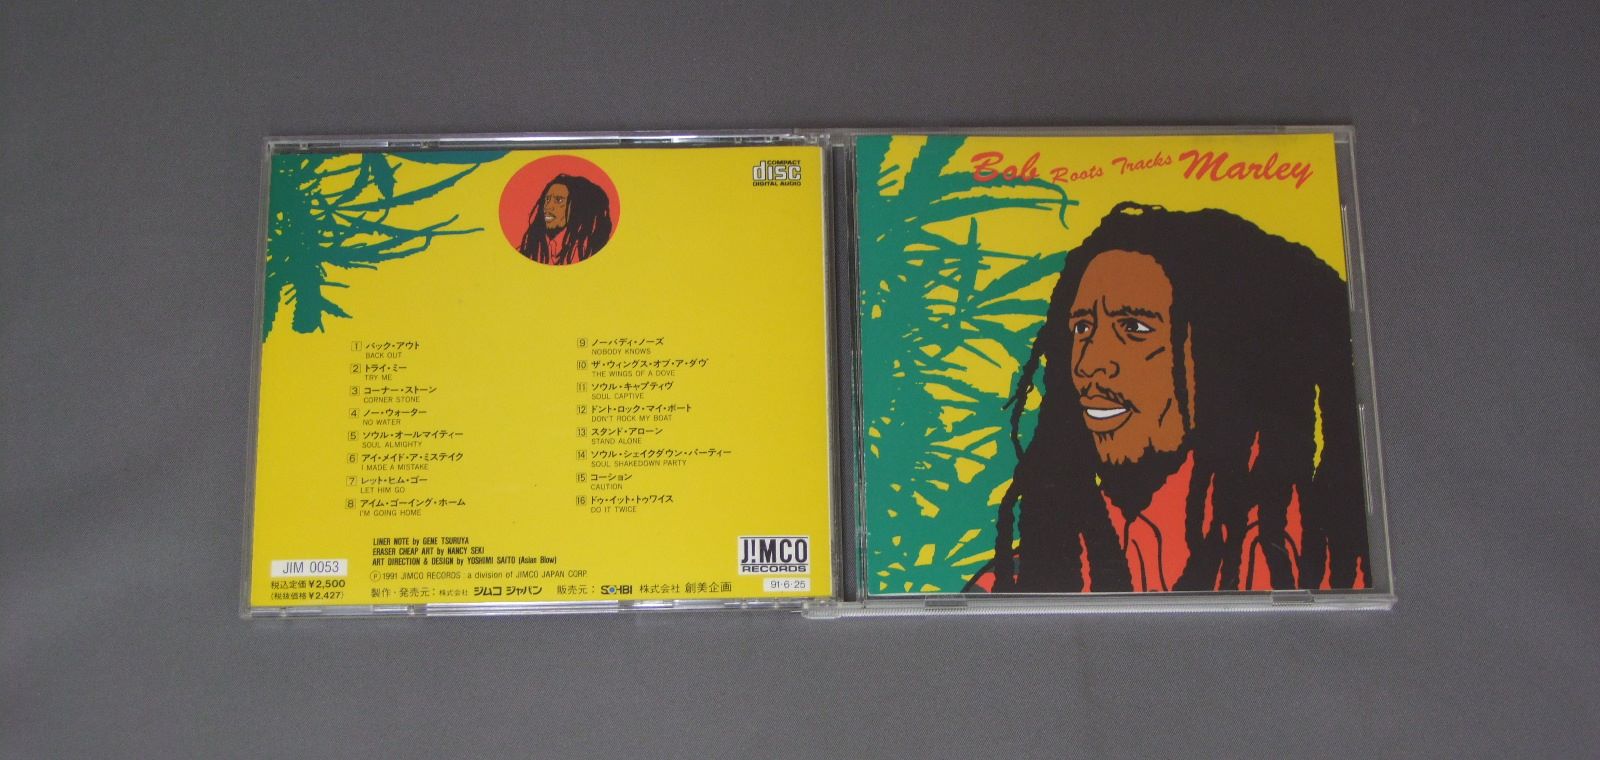 COMPACT
disc
DIGITAL AUDIO
1 バック・アウト
BACK OUT
2 トライ・ミー
TRY ME
3 コーナー・ストーン
CORNER STONE
4 ノー・ウォーター
NO WATER
5 ソウル・オールマイティー
SOUL ALMIGHTY
6 アイ・メイド・ア・ミステイク
I MADE A MISTAKE
7 レット・ヒム・ゴー
LET HIM GO
8 アイム・ゴーイング・ホーム
I'M GOING HOME
9 ノーバディ・ノーズ
NOBODY KNOWS
10 ザ・ウィングス・オブ・ア・ダヴ
THE WINGS OF A DOVE
11 ソウル・キャプティヴ
SOUL CAPTIVE
12 ドント・ロック・マイ・ボート
DON'T ROCK MY BOAT
13 スタンド・アローン
STAND ALONE
14 ソウル・シェイクダウン・パーティー
SOUL SHAKEDOWN PARTY
15 コーション
CAUTION
16 ドゥ・イット・トゥワイス
DO IT TWICE
LINER NOTE by GENE TSURUYA
ERASER CHEAP ART by NANCY SEKI
ART DIRECTION & DESIGN by YOSHIMI SAITO (Asian Blow)
Ⓟ1991 JIMCO RECORDS : a division of JIMCO JAPAN CORP.
製作・発売元：株式会社 ジムコ ジャパン 販売元：SOHBI 株式会社 創美企画
JIM 0053
税込定価 ¥2,500
(税抜価格 ¥2,427)
J!MCO
RECORDS
91·6·25
Bob Roots Tracks Marley